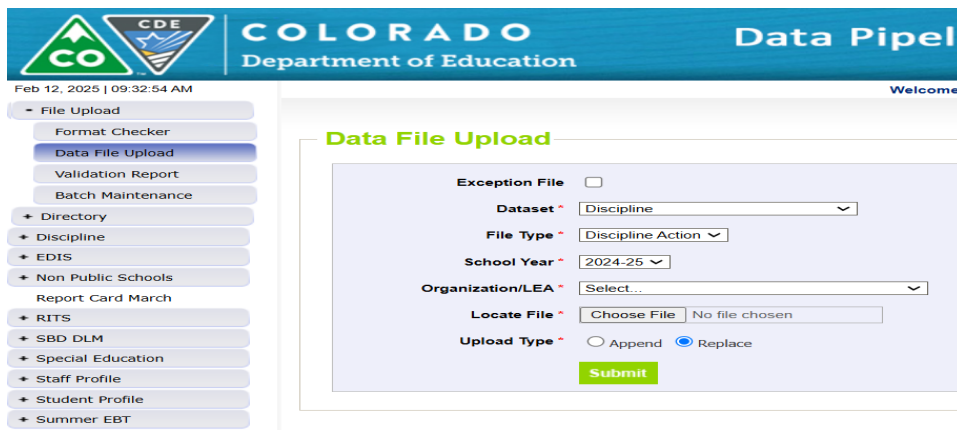 CDE
CO
COLORADO
Department of Education
Data Pipel
Feb 12, 2025 | 09:32:54 AM
Welcome
- File Upload
Format Checker
Data File Upload
Validation Report
Batch Maintenance
+ Directory
+ Discipline
+ EDIS
+ Non Public Schools
Report Card March
+ RITS
+ SBD DLM
+ Special Education
+ Staff Profile
+ Student Profile
+ Summer EBT
Data File Upload
Exception File
Dataset * Discipline
File Type * Discipline Action
School Year * 2024-25
Organization/LEA * Select...
Locate File * Choose File No file chosen
Upload Type * Append Replace
Submit